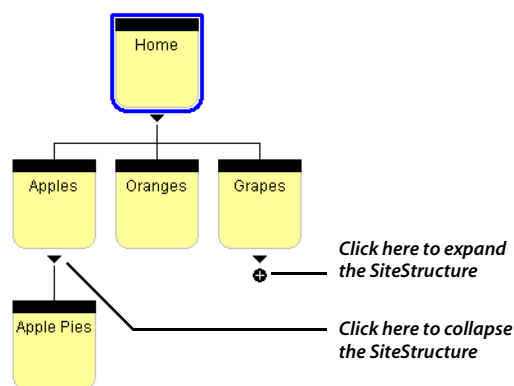 Home
Apples
Oranges
Grapes
Click here to expand
the SiteStructure
Apple Pies
Click here to collapse
the SiteStructure